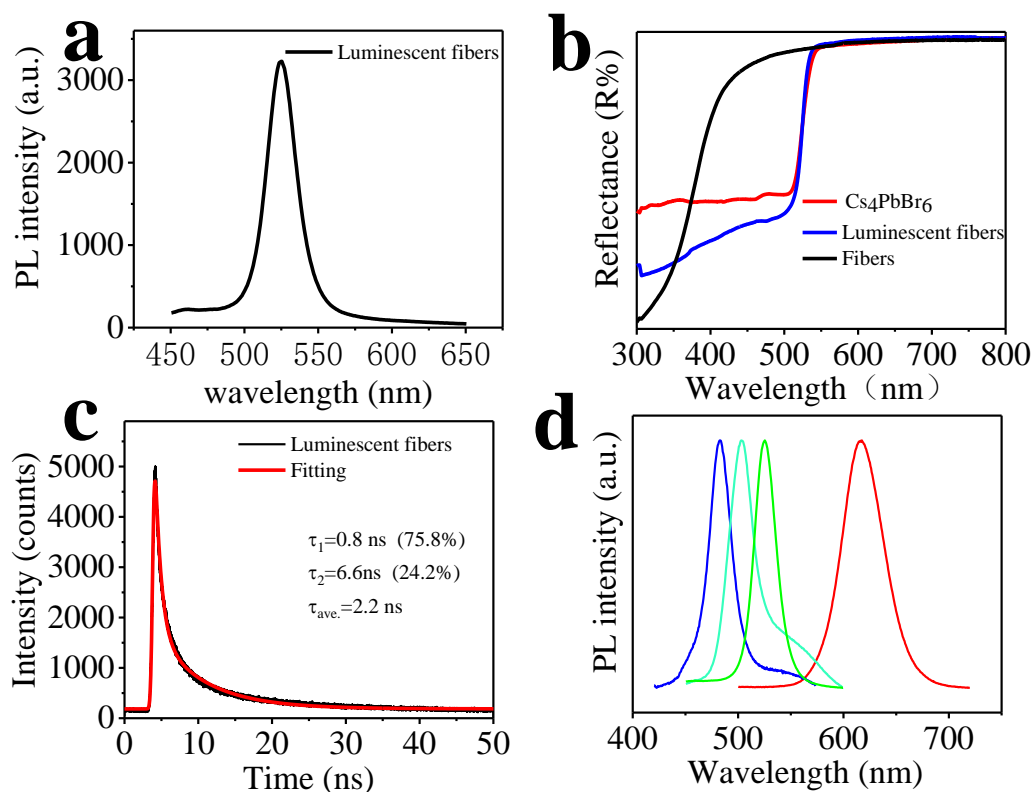 a
Luminescent fibers
3000
2000
1000
0
PL intensity (a.u.)
450 500 550 600 650
wavelength (nm)
b
Cs4PbBr6
Luminescent fibers
Fibers
Reflectance (R%)
300 400 500 600 700 800
Wavelength（nm）
c
Luminescent fibers
Fitting
5000
4000
3000
2000
1000
0
Intensity (counts)
τ1=0.8 ns (75.8%)
τ2=6.6ns (24.2%)
τave.=2.2 ns
0 10 20 30 40 50
Time (ns)
d
PL intensity (a.u.)
400 500 600 700
Wavelength (nm)